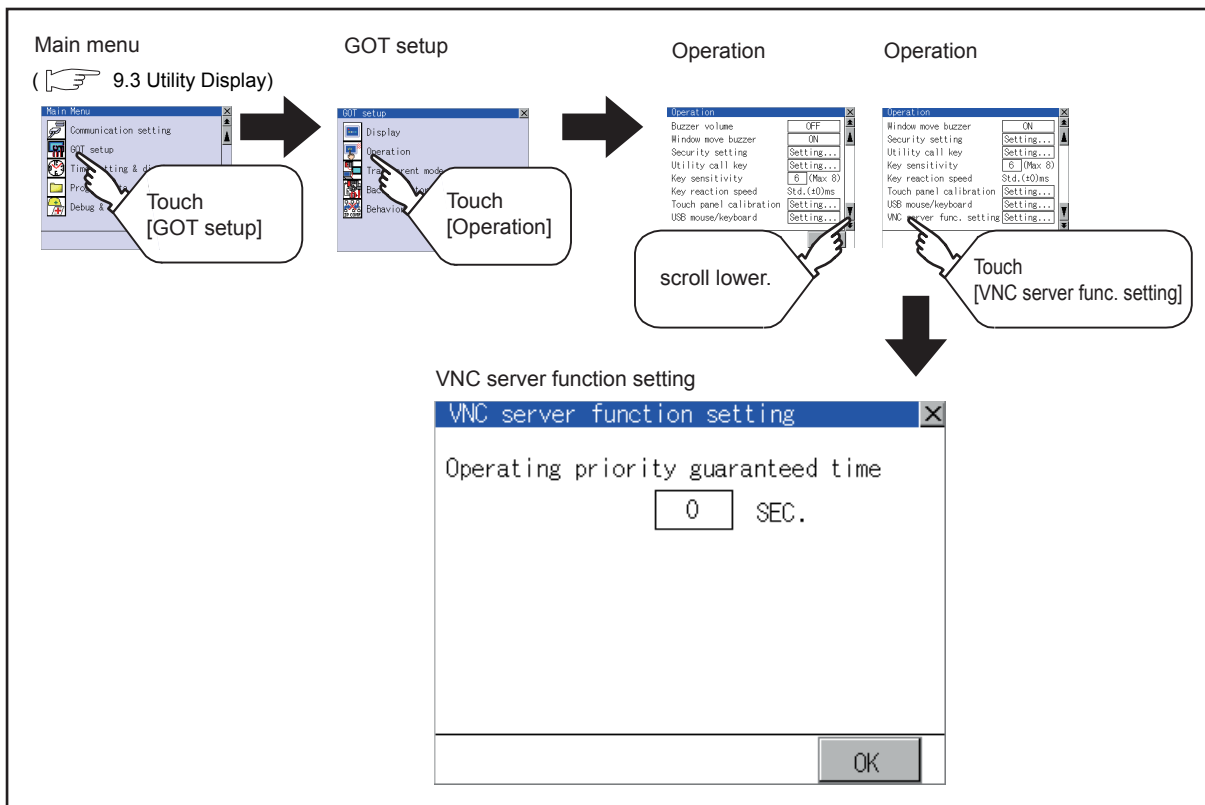 Main menu
( 9.3 Utility Display)
Main Menu
Communication setting
GOT setup
Debug &
Touch
[GOT setup]
GOT setup
GOT setup
Display
Operation
Touch
[Operation]
Operation
Operation
Buzzer volume OFF
Window move buzzer ON
Security setting Setting...
Utility call key Setting...
Key sensitivity 6 (Max 8)
Key reaction speed Std.(±0)ms
Touch panel calibration Setting...
USB mouse/keyboard Setting...
scroll lower.
Operation
Operation
Window move buzzer ON
Security setting Setting...
Utility call key Setting...
Key sensitivity 6 (Max 8)
Key reaction speed Std.(±0)ms
Touch panel calibration Setting...
USB mouse/keyboard Setting...
VNC server func. setting Setting...
Touch
[VNC server func. setting]
VNC server function setting
VNC server function setting
Operating priority guaranteed time
0 SEC.
OK